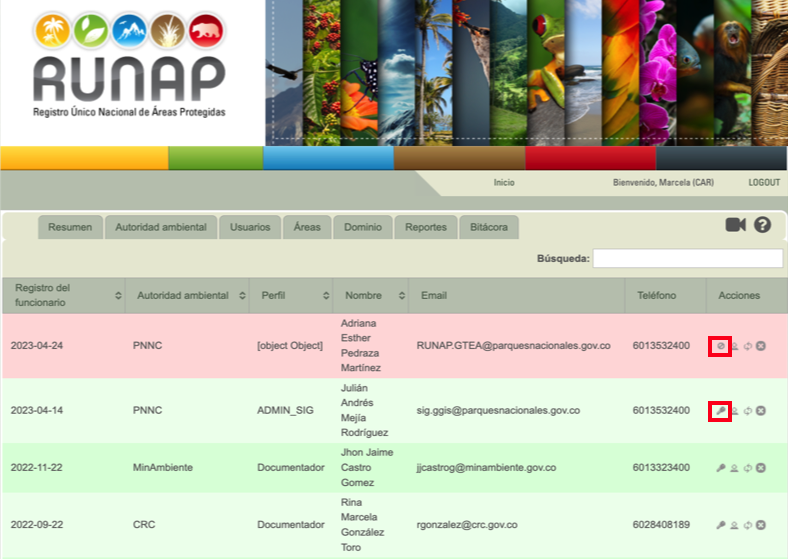 RUNAP
Registro Único Nacional de Áreas Protegidas
Inicio
Bienvenido, Marcela (CAR)
LOGOUT
Resumen
Autoridad ambiental
Usuarios
Áreas
Dominio
Reportes
Bitácora
Búsqueda:
Registro del
funcionario
Autoridad ambiental
Perfil
Nombre
Email
Teléfono
Acciones
2023-04-24
PNNC
[object Object]
Adriana
Esther
Pedraza
Martínez
RUNAP.GTEA@parquesnacionales.gov.co
6013532400
2023-04-14
PNNC
ADMIN_SIG
Julián
Andrés
Mejía
Rodríguez
sig.ggis@parquesnacionales.gov.co
6013532400
2022-11-22
MinAmbiente
Documentador
Jhon Jaime
Castro
Gomez
jjcastrog@minambiente.gov.co
6013323400
2022-09-22
CRC
Documentador
Rina
Marcela
González
Toro
rgonzalez@crc.gov.co
6028408189